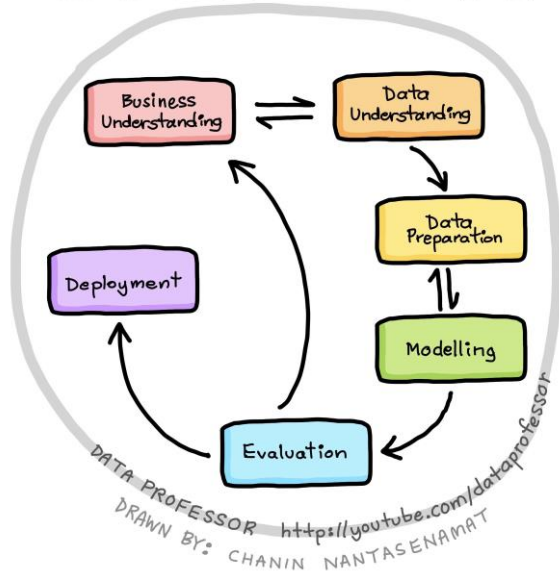 Business
Understanding
Data
Understanding
Data
Preparation
Deployment
Modelling
Evaluation
DATA PROFESSOR http://youtube.com/dataprofessor
DRAWN BY: CHANIN NANTASENAMAT